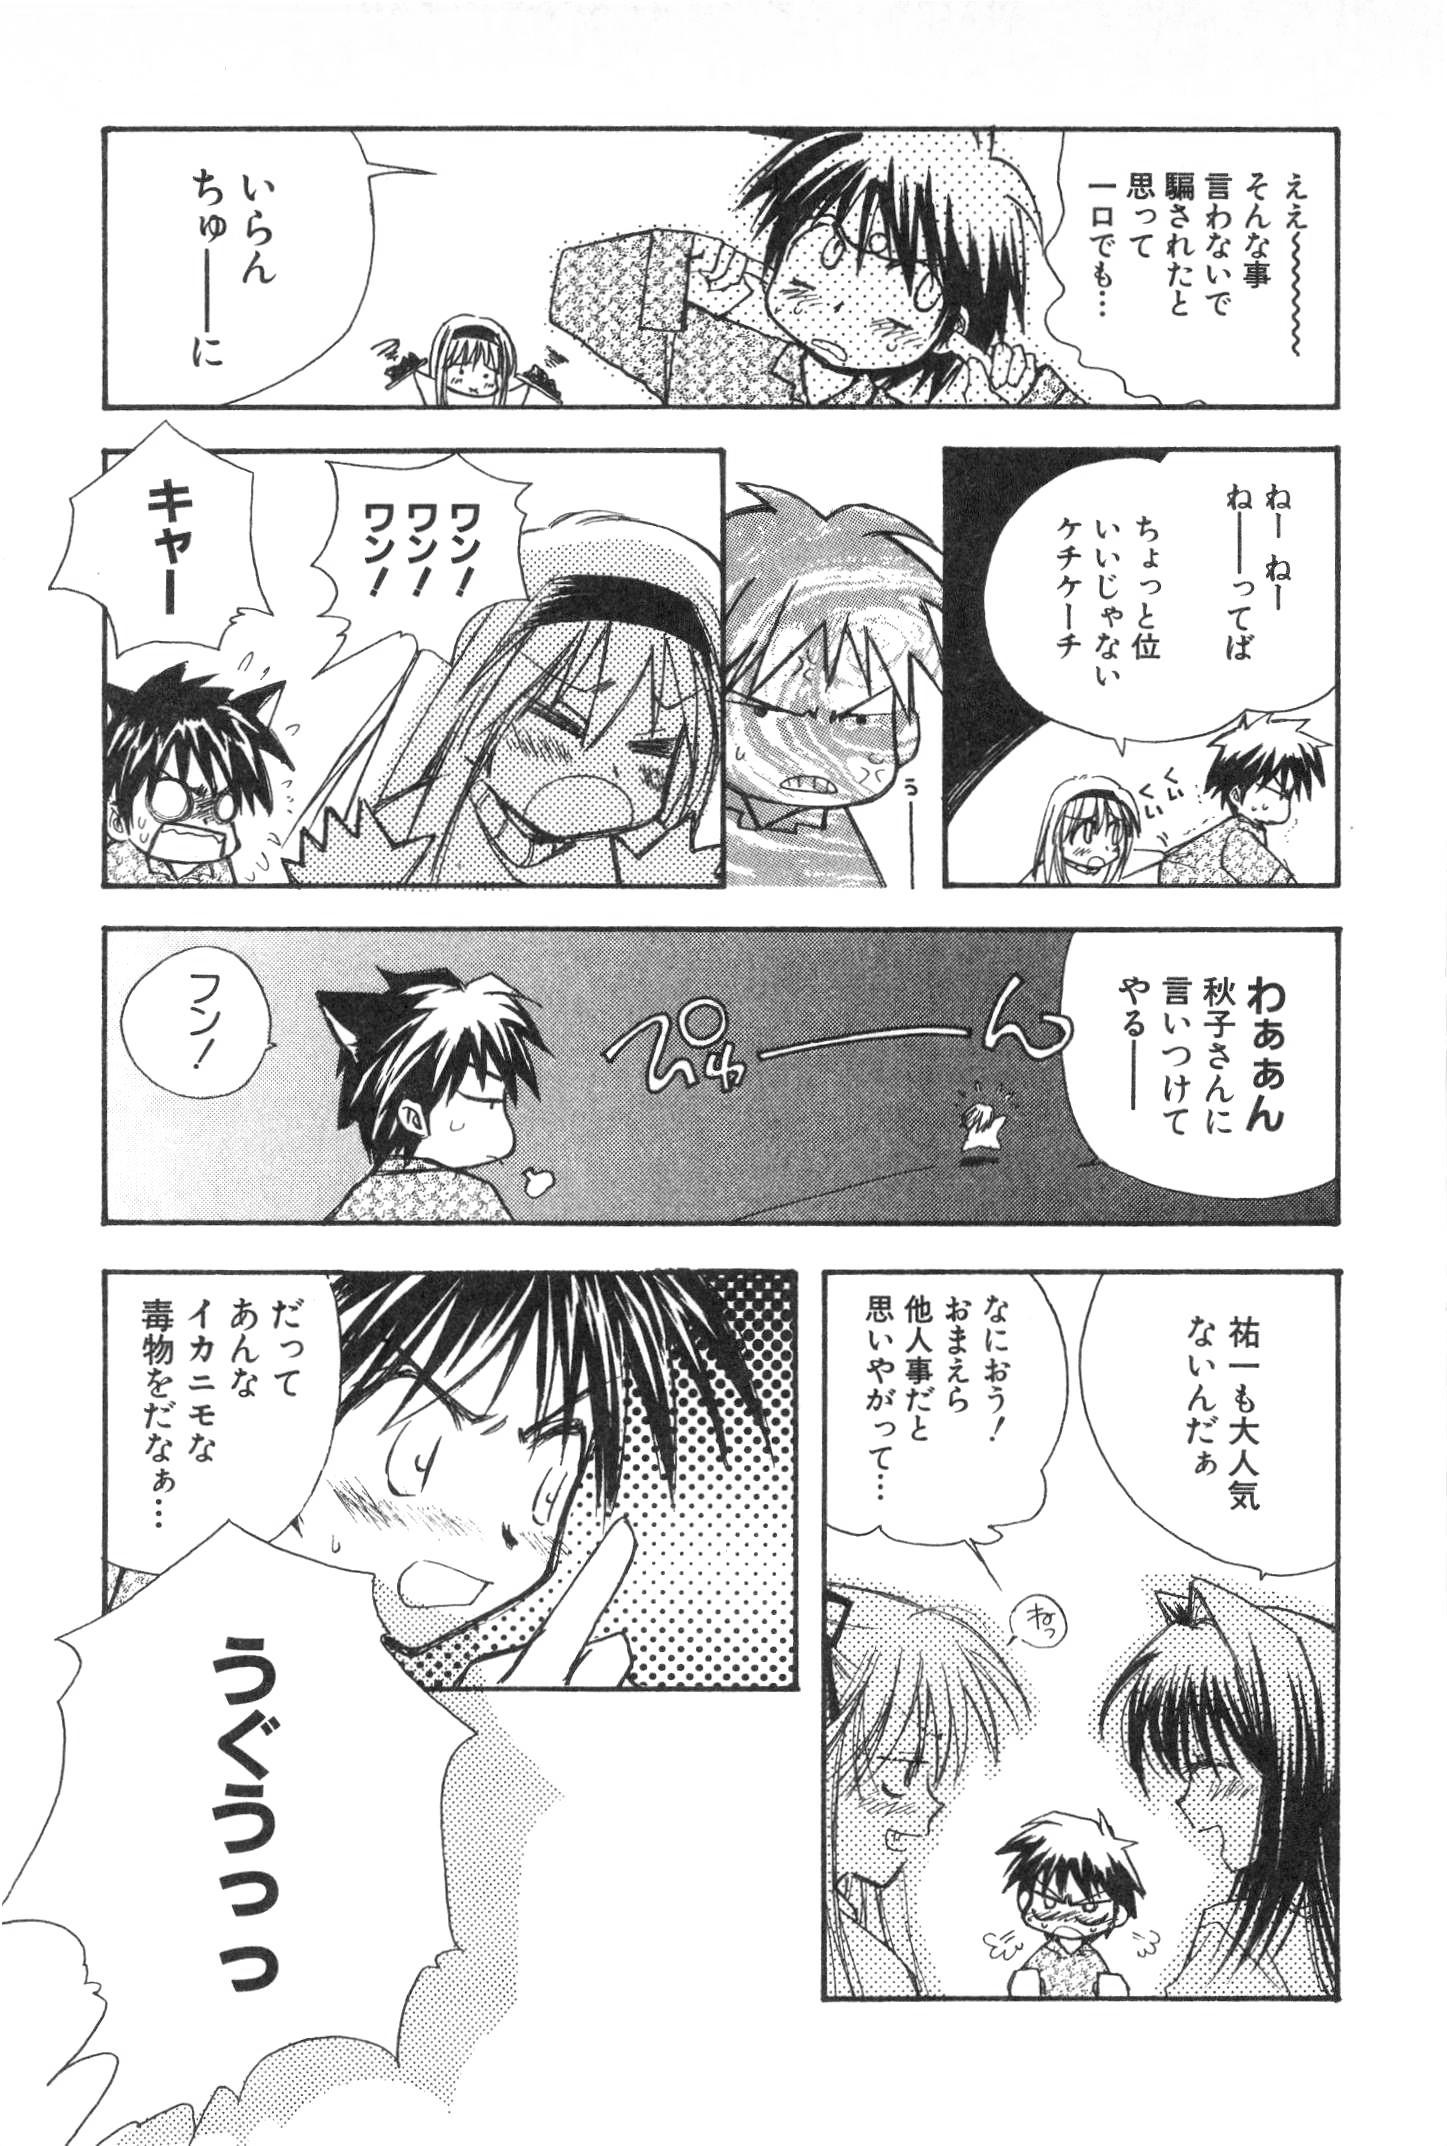 ええ〜〜〜〜
そんな事
言わないで
騙されたと
思って
一口でも…
いらん
ちゅ――に
ねー ねー
ね――ってば
ちょっと位
いいじゃない
ケチケーチ
くい
くい
う――
ワン!
ワン!
ワン!
キャー
わぁぁん
秋子さんに
言いつけて
やる――
ぴゅーーん
フン!
祐一も大人気
ないんだぁ
ねっ
なにおう!
おまえら
他人事だと
思いやがって…
だって
あんな
イカニモな
毒物をだなぁ…
うぐうっっ